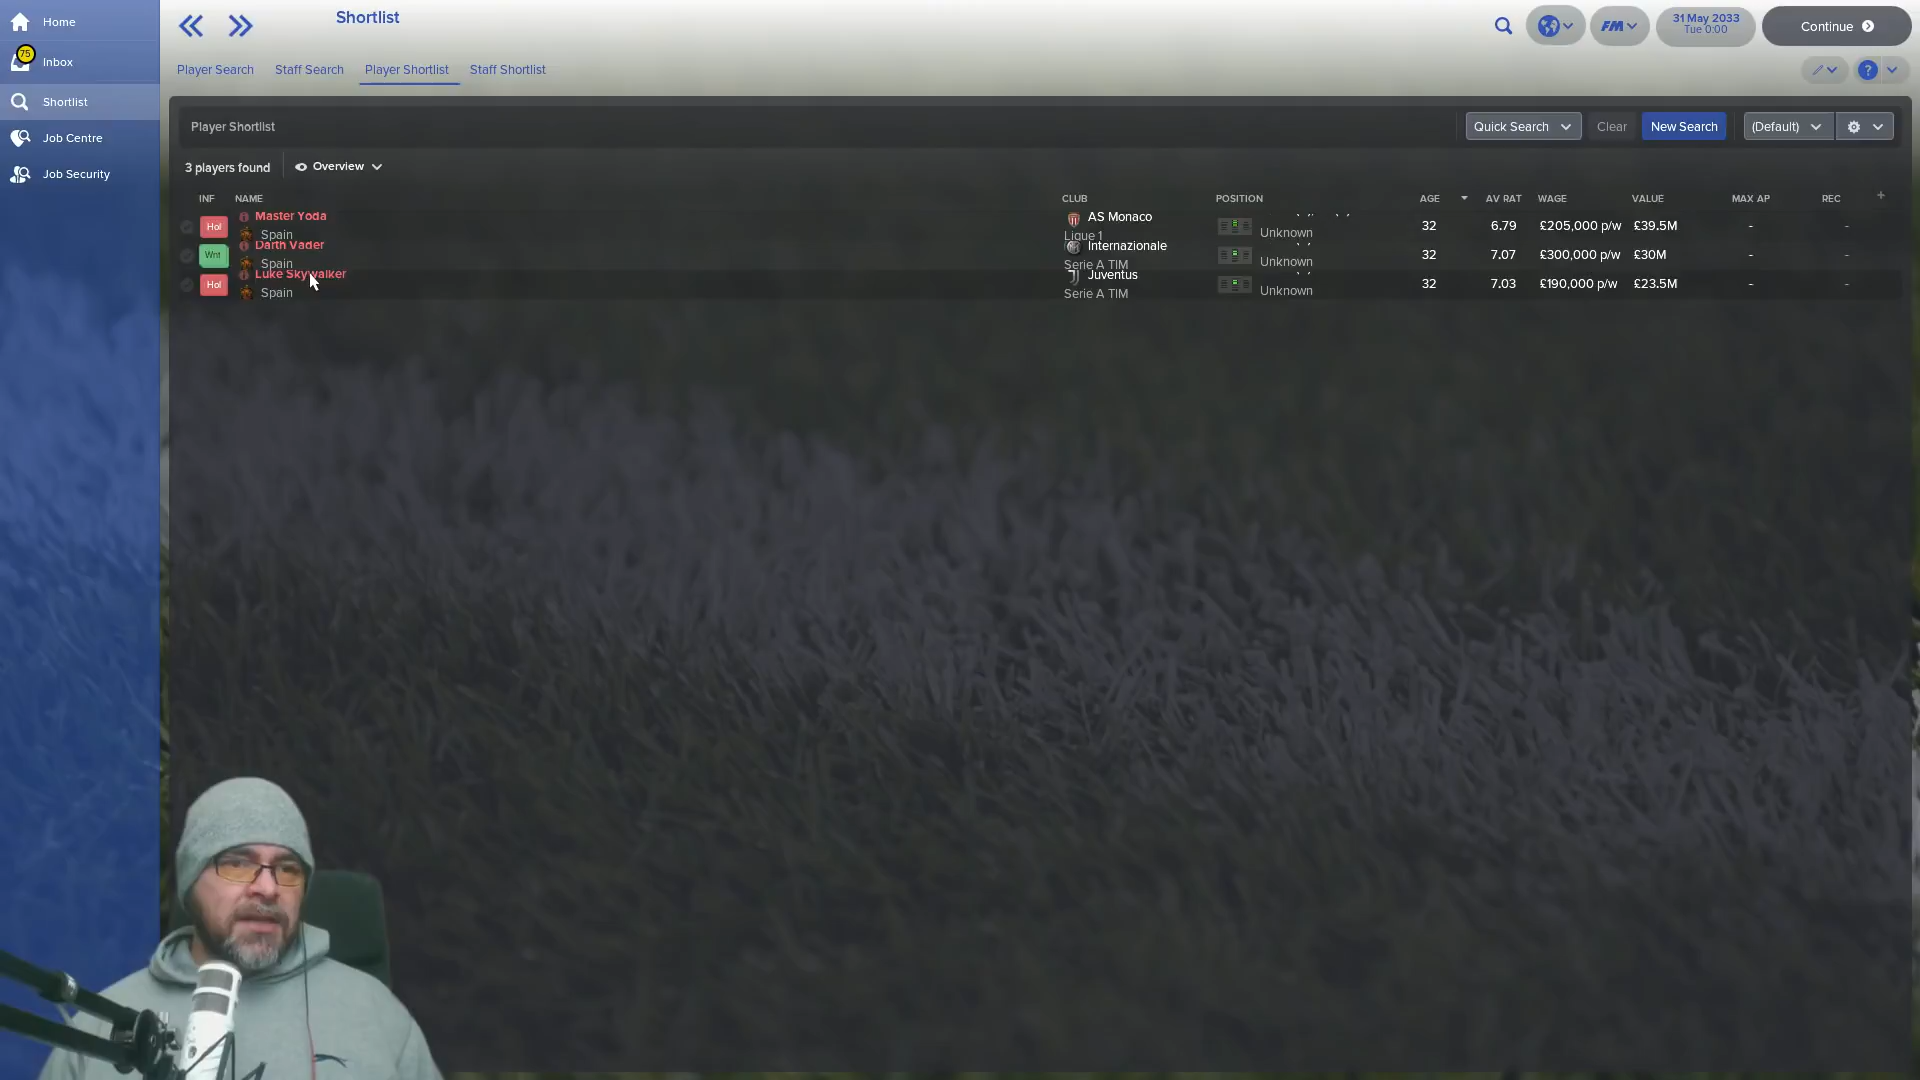 Home
75
Inbox
Shortlist
Job Centre
Job Security
Shortlist
FM
31 May 2033
Tue 0:00
Continue
Player Search
Staff Search
Player Shortlist
Staff Shortlist
?
Player Shortlist
Quick Search
Clear
New Search
(Default)
3 players found
Overview
INF NAME CLUB POSITION AGE AV RAT WAGE VALUE MAX AP REC +
Hol Master Yoda AS Monaco 32 6.79 £205,000 p/w £39.5M - -
Spain Ligue 1 Unknown
Wnt Darth Vader Internazionale 32 7.07 £300,000 p/w £30M - -
Spain Serie A TIM Unknown
Hol Luke Skywalker Juventus 32 7.03 £190,000 p/w £23.5M - -
Spain Serie A TIM Unknown